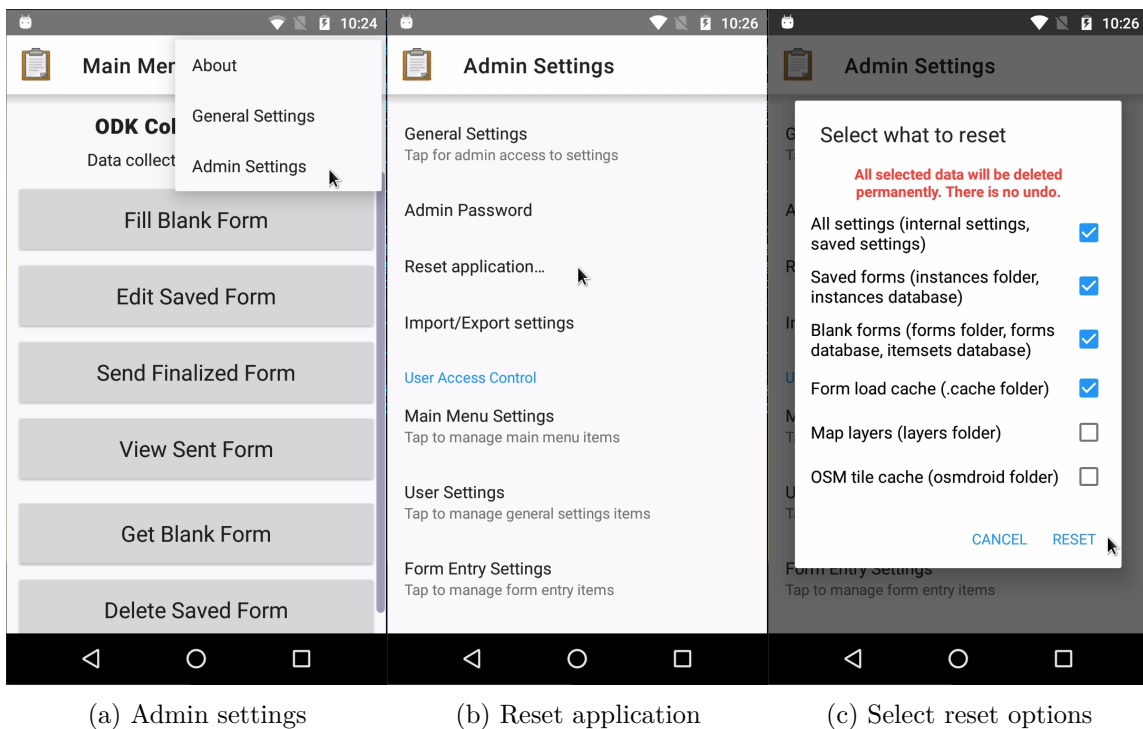 10:24
Main Mer
About
General Settings
Admin Settings
ODK Col
Data collect
Fill Blank Form
Edit Saved Form
Send Finalized Form
View Sent Form
Get Blank Form
Delete Saved Form
(a) Admin settings
10:26
Admin Settings
General Settings
Tap for admin access to settings
Admin Password
Reset application...
Import/Export settings
User Access Control
Main Menu Settings
Tap to manage main menu items
User Settings
Tap to manage general settings items
Form Entry Settings
Tap to manage form entry items
(b) Reset application
10:26
Admin Settings
Select what to reset
All selected data will be deleted
permanently. There is no undo.
All settings (internal settings,
saved settings)
Saved forms (instances folder,
instances database)
Blank forms (forms folder, forms
database, itemsets database)
Form load cache (.cache folder)
Map layers (layers folder)
OSM tile cache (osmdroid folder)
CANCEL RESET
Form Entry Settings
Tap to manage form entry items
(c) Select reset options